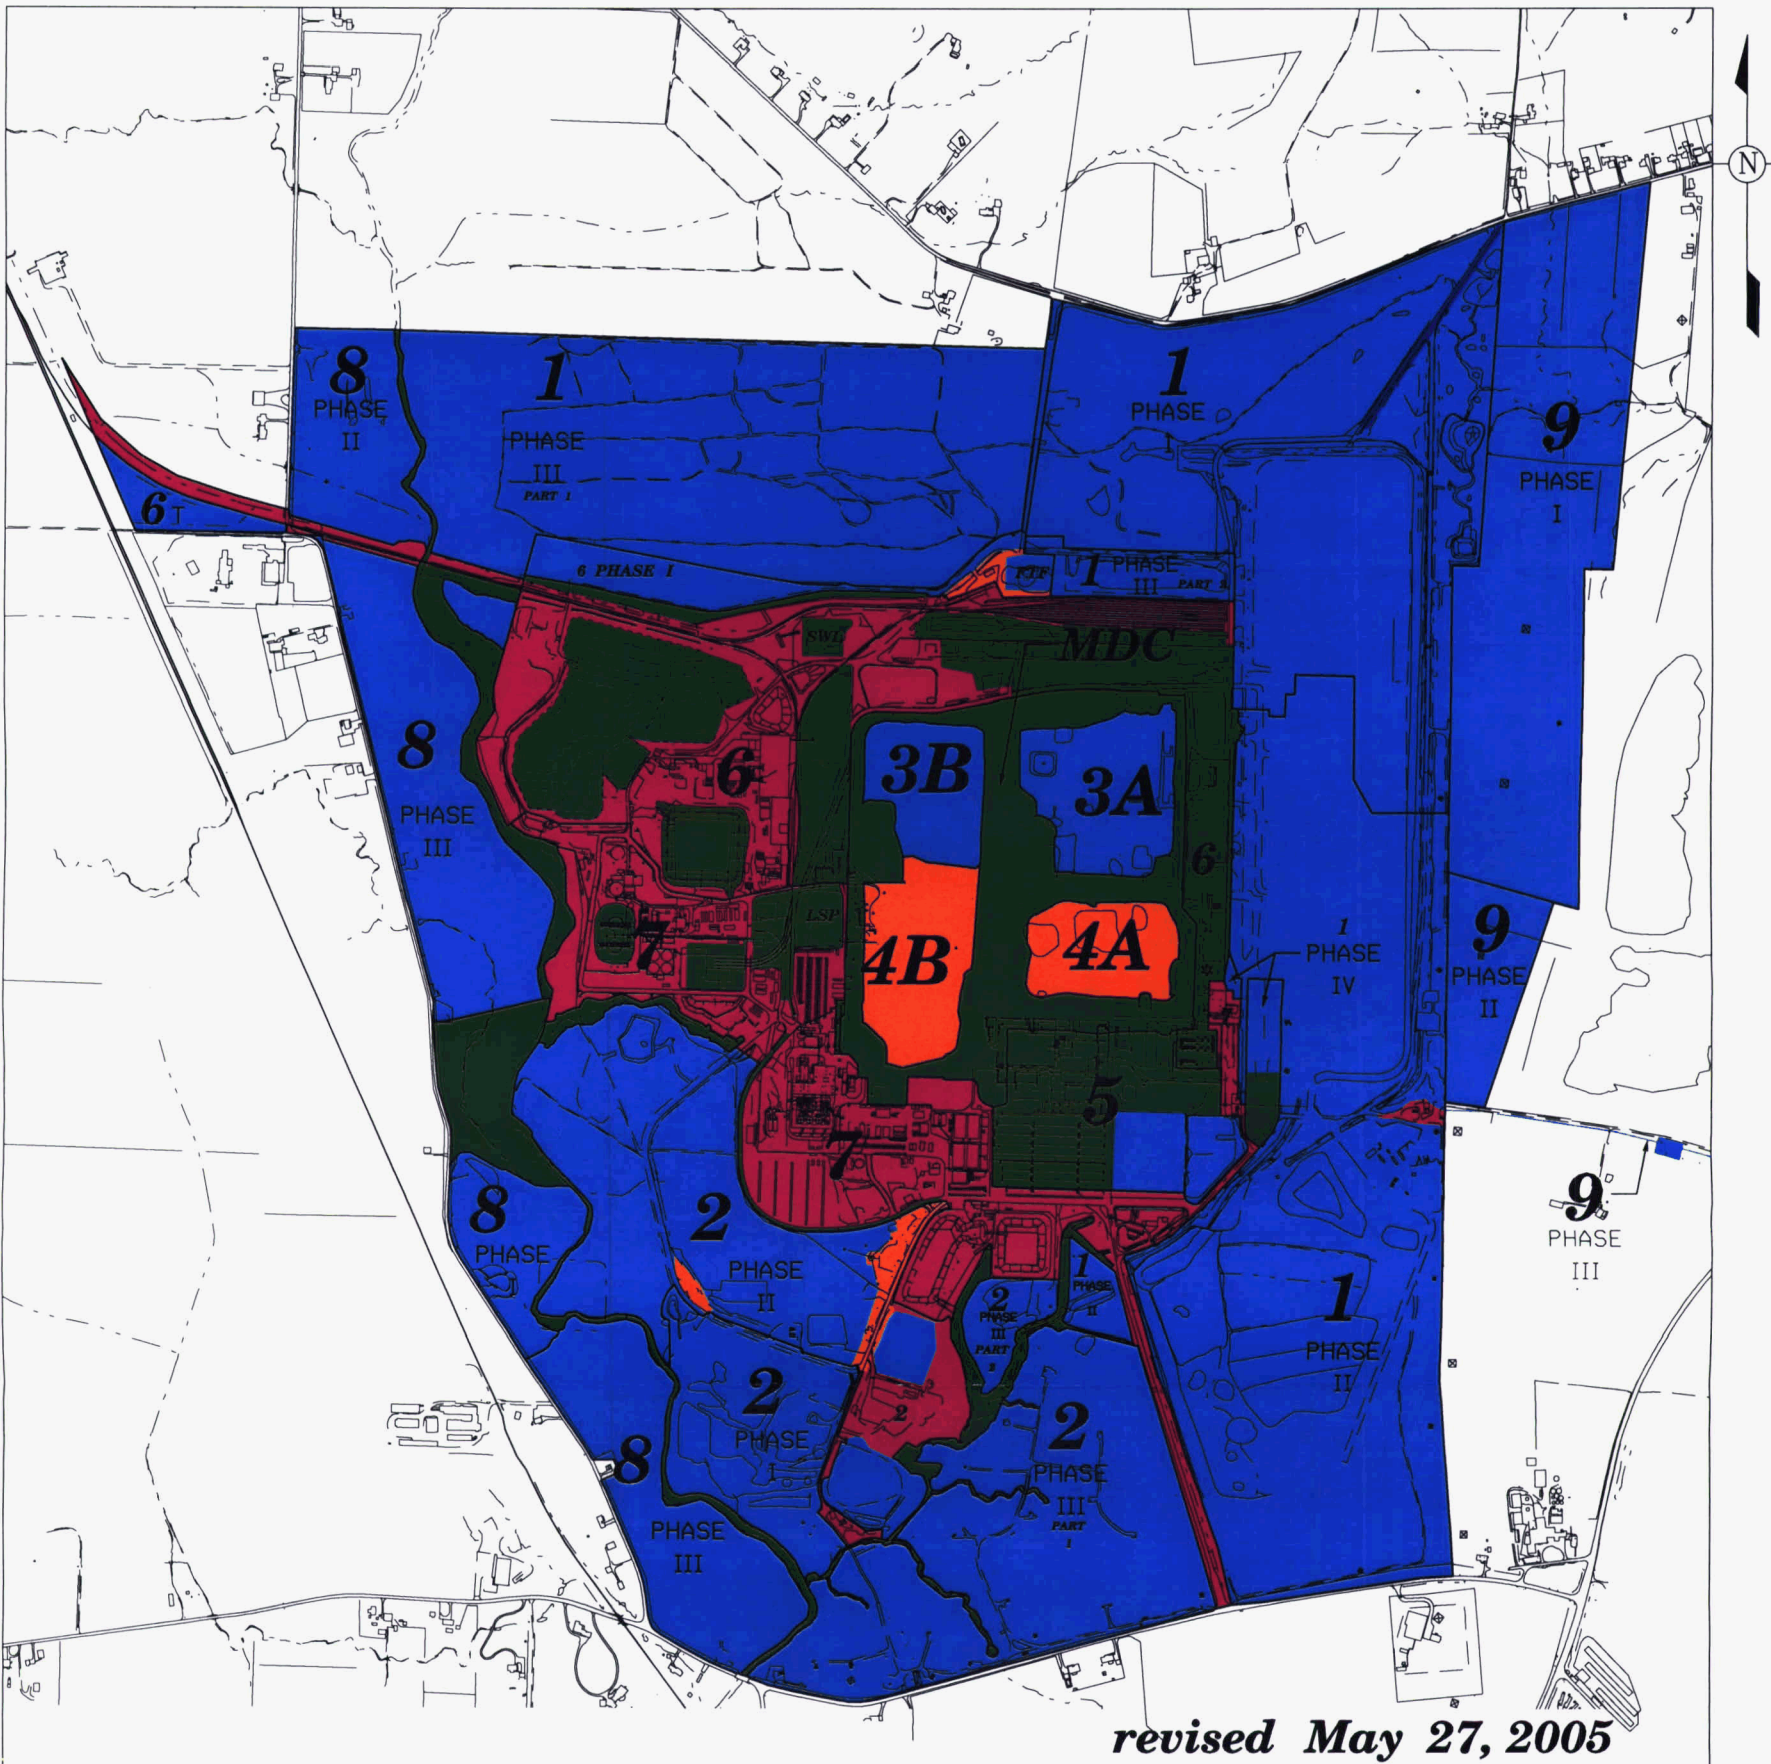 N
8
PHASE
II
1
PHASE
III
PART 1
1
PHASE
I
9
PHASE
I
6 T
6 PHASE I
FTF
1 PHASE
III PART 2
SWL
MDC
8
PHASE
III
6
3B
3A
6
7
LSP
4B
4A
1
PHASE
IV
9
PHASE
II
5
7
8
PHASE
2
PHASE
II
1
PHASE
II
2
PHASE
III
PART
2
9
PHASE
III
1
PHASE
II
2
PHASE
I
2
8
PHASE
III
2
PHASE
III
PART
1
revised May 27, 2005